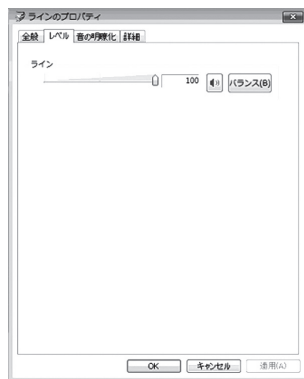 ラインのプロパティ
全般 レベル 音の明瞭化 詳細
ライン
100 バランス(B)
OK キャンセル 適用(A)